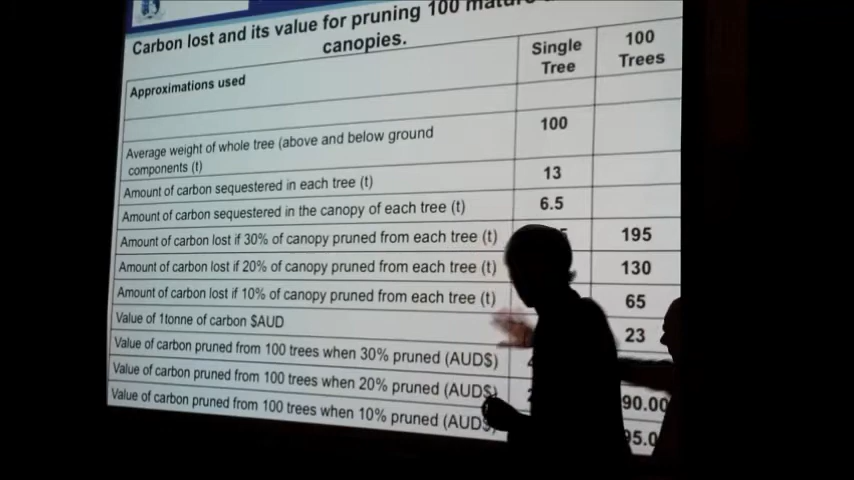 Carbon lost and its value for pruning 100 mature
canopies.
Approximations used
Single
Tree
100
Trees
Average weight of whole tree (above and below ground
components (t)
100
Amount of carbon sequestered in each tree (t)
13
Amount of carbon sequestered in the canopy of each tree (t)
6.5
Amount of carbon lost if 30% of canopy pruned from each tree (t)
195
Amount of carbon lost if 20% of canopy pruned from each tree (t)
130
Amount of carbon lost if 10% of canopy pruned from each tree (t)
65
Value of 1tonne of carbon $AUD
23
Value of carbon pruned from 100 trees when 30% pruned (AUD$)
Value of carbon pruned from 100 trees when 20% pruned (AUD$)
90.00
Value of carbon pruned from 100 trees when 10% pruned (AUD$)
95.0